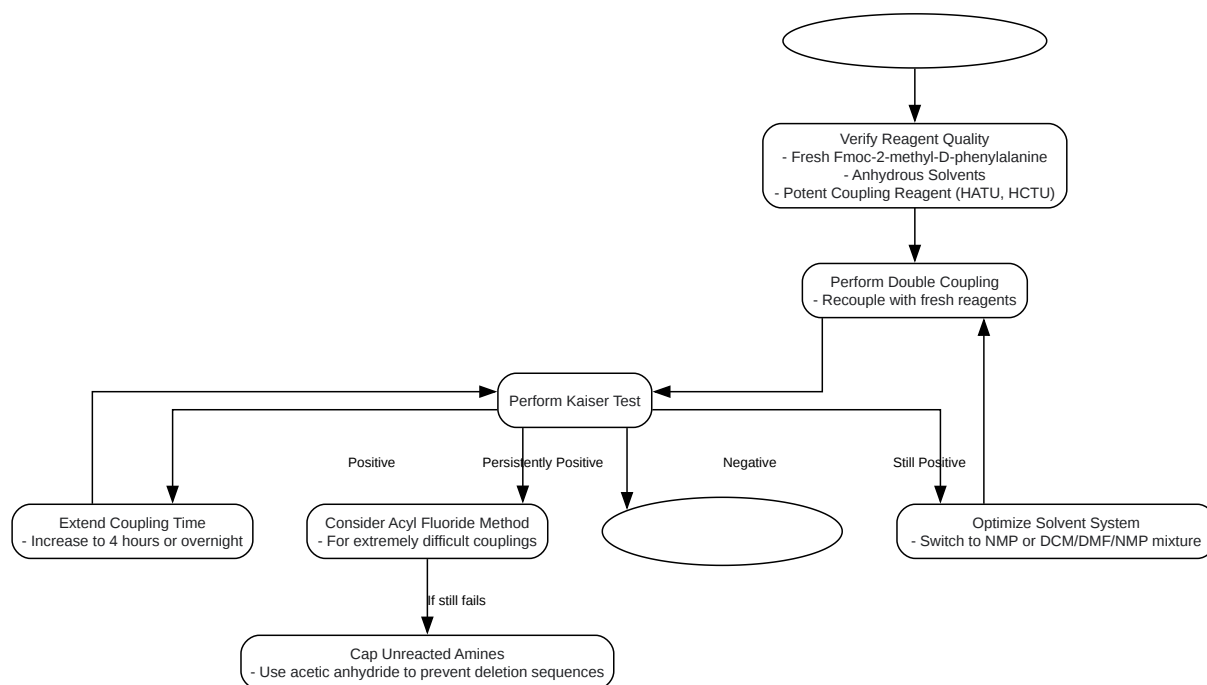 Verify Reagent Quality
- Fresh Fmoc-2-methyl-D-phenylalanine
- Anhydrous Solvents
- Potent Coupling Reagent (HATU, HCTU)
Perform Double Coupling
- Recouple with fresh reagents
Perform Kaiser Test
Positive
Persistently Positive
Negative
Still Positive
Extend Coupling Time
- Increase to 4 hours or overnight
Consider Acyl Fluoride Method
- For extremely difficult couplings
Optimize Solvent System
- Switch to NMP or DCM/DMF/NMP mixture
If still fails
Cap Unreacted Amines
- Use acetic anhydride to prevent deletion sequences